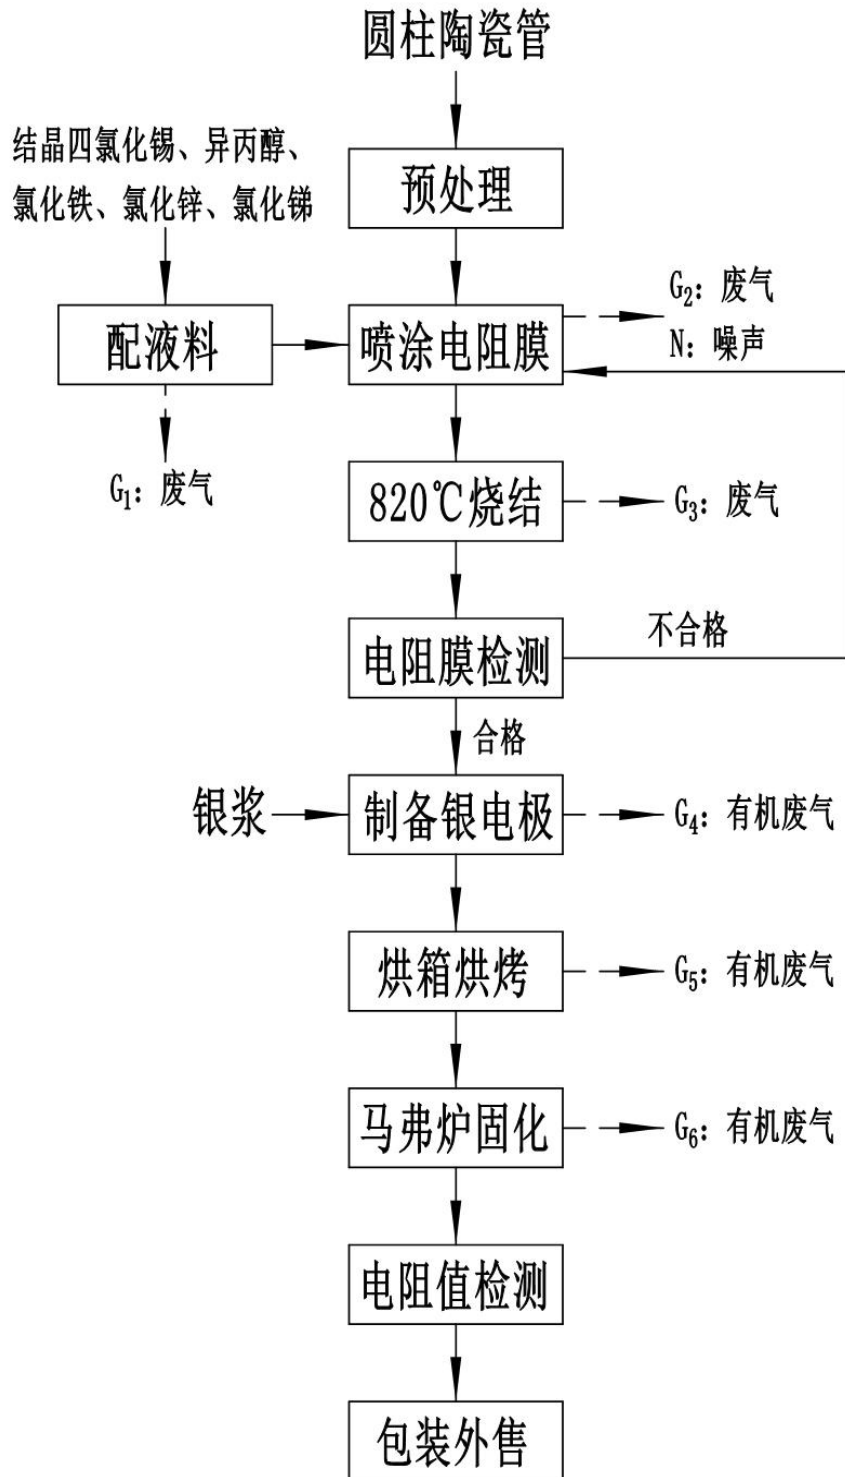 圆柱陶瓷管
结晶四氯化锡、异丙醇、
氯化铁、氯化锌、氯化锑
预处理
配液料
喷涂电阻膜
G₂：废气
N：噪声
G₁：废气
820℃烧结
G₃：废气
电阻膜检测
不合格
合格
银浆
制备银电极
G₄：有机废气
烘箱烘烤
G₅：有机废气
马弗炉固化
G₆：有机废气
电阻值检测
包装外售